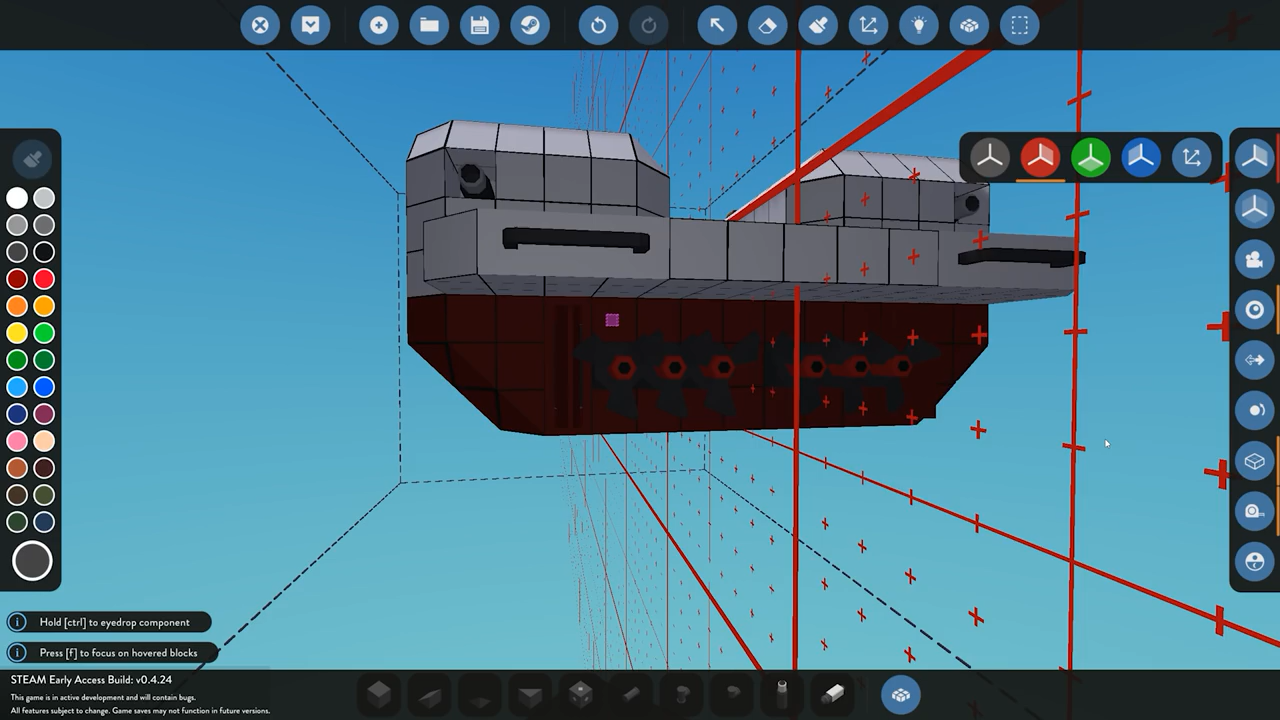 Hold [ctrl] to eyedrop component
Press [f] to focus on hovered blocks
STEAM Early Access Build: v0.4.24
This game is in active development and will contain bugs.
All features subject to change. Game saves may not function in future versions.